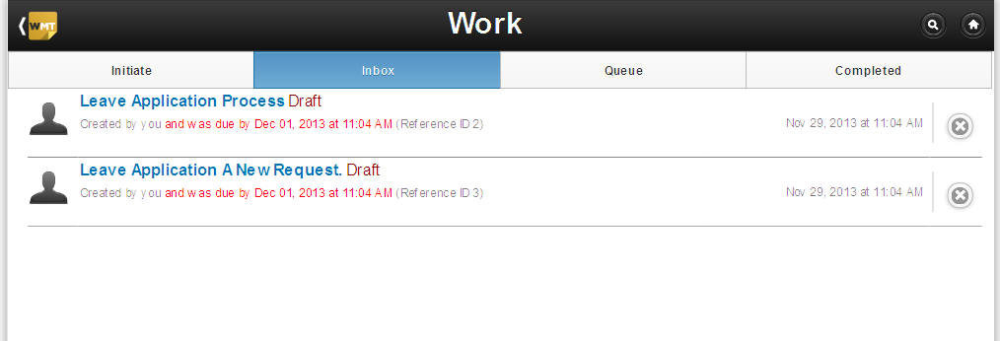 WMT
Work
Initiate
Inbox
Queue
Completed
Leave Application Process Draft
Created by you and was due by Dec 01, 2013 at 11:04 AM (Reference ID 2)
Nov 29, 2013 at 11:04 AM
Leave Application A New Request. Draft
Created by you and was due by Dec 01, 2013 at 11:04 AM (Reference ID 3)
Nov 29, 2013 at 11:04 AM